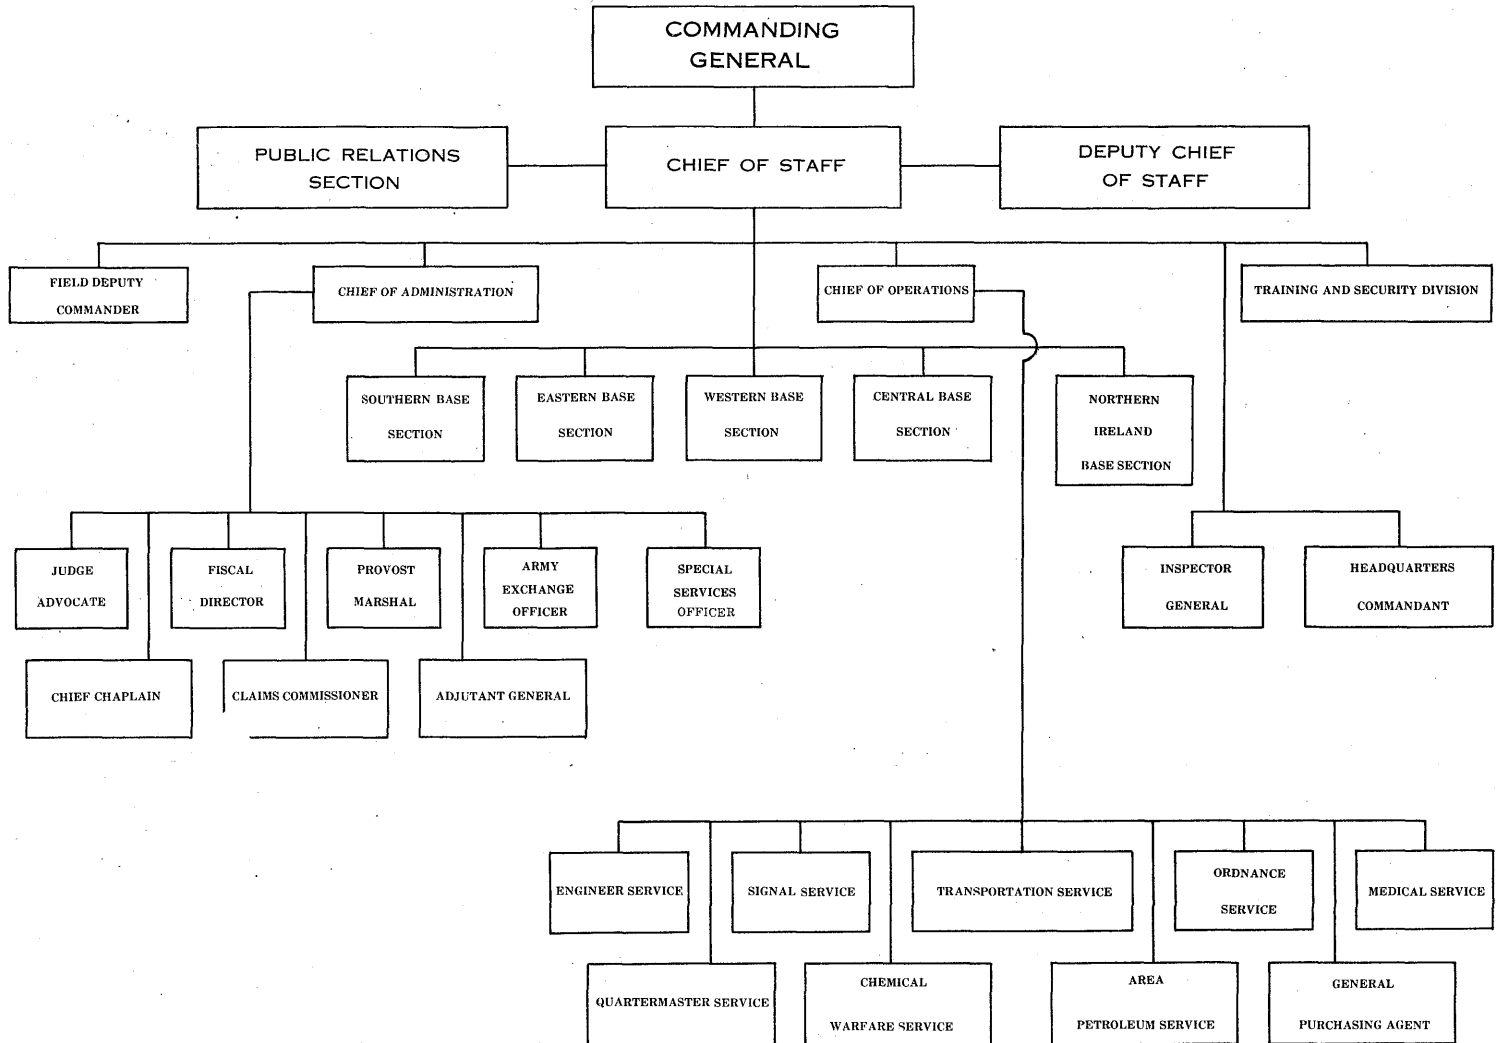 COMMANDING
GENERAL
PUBLIC RELATIONS
SECTION
CHIEF OF STAFF
DEPUTY CHIEF
OF STAFF
FIELD DEPUTY
COMMANDER
CHIEF OF ADMINISTRATION
CHIEF OF OPERATIONS
TRAINING AND SECURITY DIVISION
SOUTHERN BASE
SECTION
EASTERN BASE
SECTION
WESTERN BASE
SECTION
CENTRAL BASE
SECTION
NORTHERN
IRELAND
BASE SECTION
JUDGE
ADVOCATE
FISCAL
DIRECTOR
PROVOST
MARSHAL
ARMY
EXCHANGE
OFFICER
SPECIAL
SERVICES
OFFICER
INSPECTOR
GENERAL
HEADQUARTERS
COMMANDANT
CHIEF CHAPLAIN
CLAIMS COMMISSIONER
ADJUTANT GENERAL
ENGINEER SERVICE
SIGNAL SERVICE
TRANSPORTATION SERVICE
ORDNANCE
SERVICE
MEDICAL SERVICE
QUARTERMASTER SERVICE
CHEMICAL
WARFARE SERVICE
AREA
PETROLEUM SERVICE
GENERAL
PURCHASING AGENT